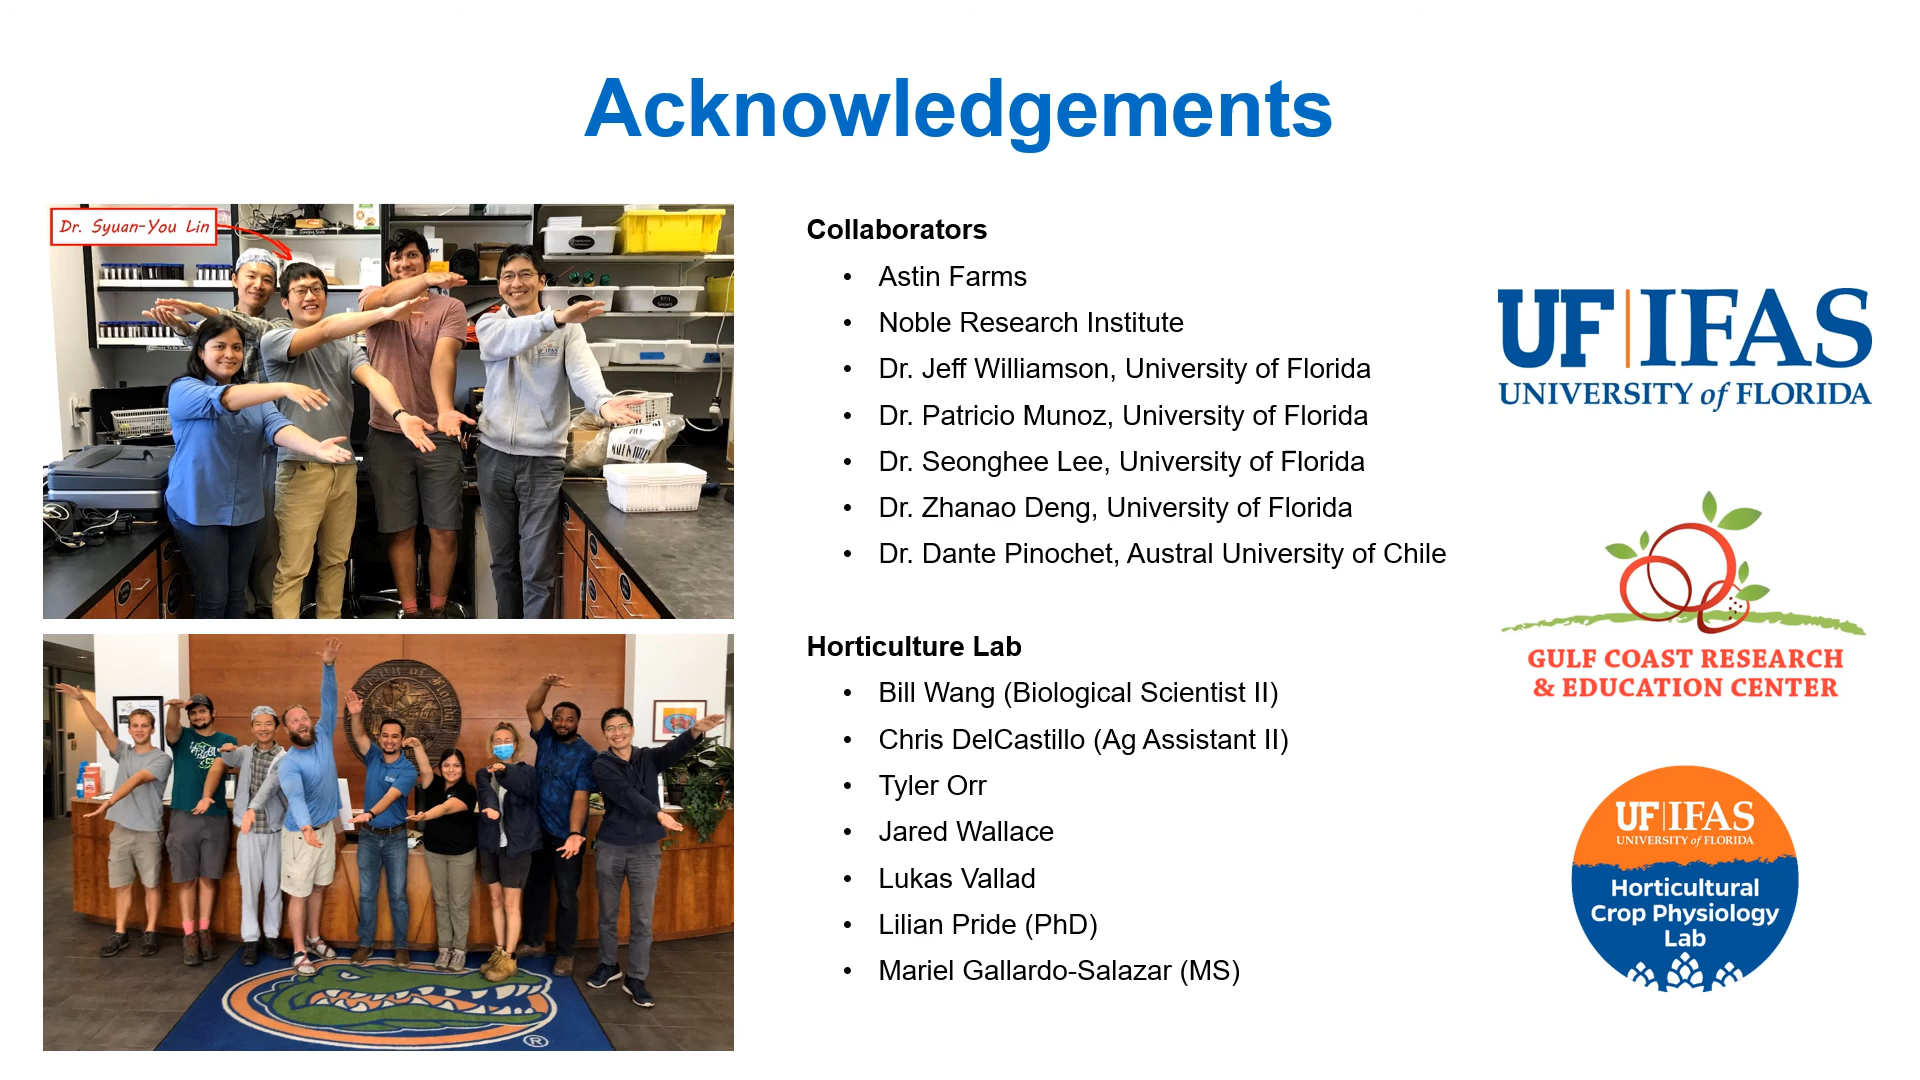 Acknowledgements
Dr. Syuan-You Lin
Collaborators
• Astin Farms
• Noble Research Institute
• Dr. Jeff Williamson, University of Florida
• Dr. Patricio Munoz, University of Florida
• Dr. Seonghee Lee, University of Florida
• Dr. Zhanao Deng, University of Florida
• Dr. Dante Pinochet, Austral University of Chile
Horticulture Lab
• Bill Wang (Biological Scientist II)
• Chris DelCastillo (Ag Assistant II)
• Tyler Orr
• Jared Wallace
• Lukas Vallad
• Lilian Pride (PhD)
• Mariel Gallardo-Salazar (MS)
UF|IFAS
UNIVERSITY of FLORIDA
GULF COAST RESEARCH
& EDUCATION CENTER
UF|IFAS
UNIVERSITY of FLORIDA
Horticultural
Crop Physiology
Lab
®